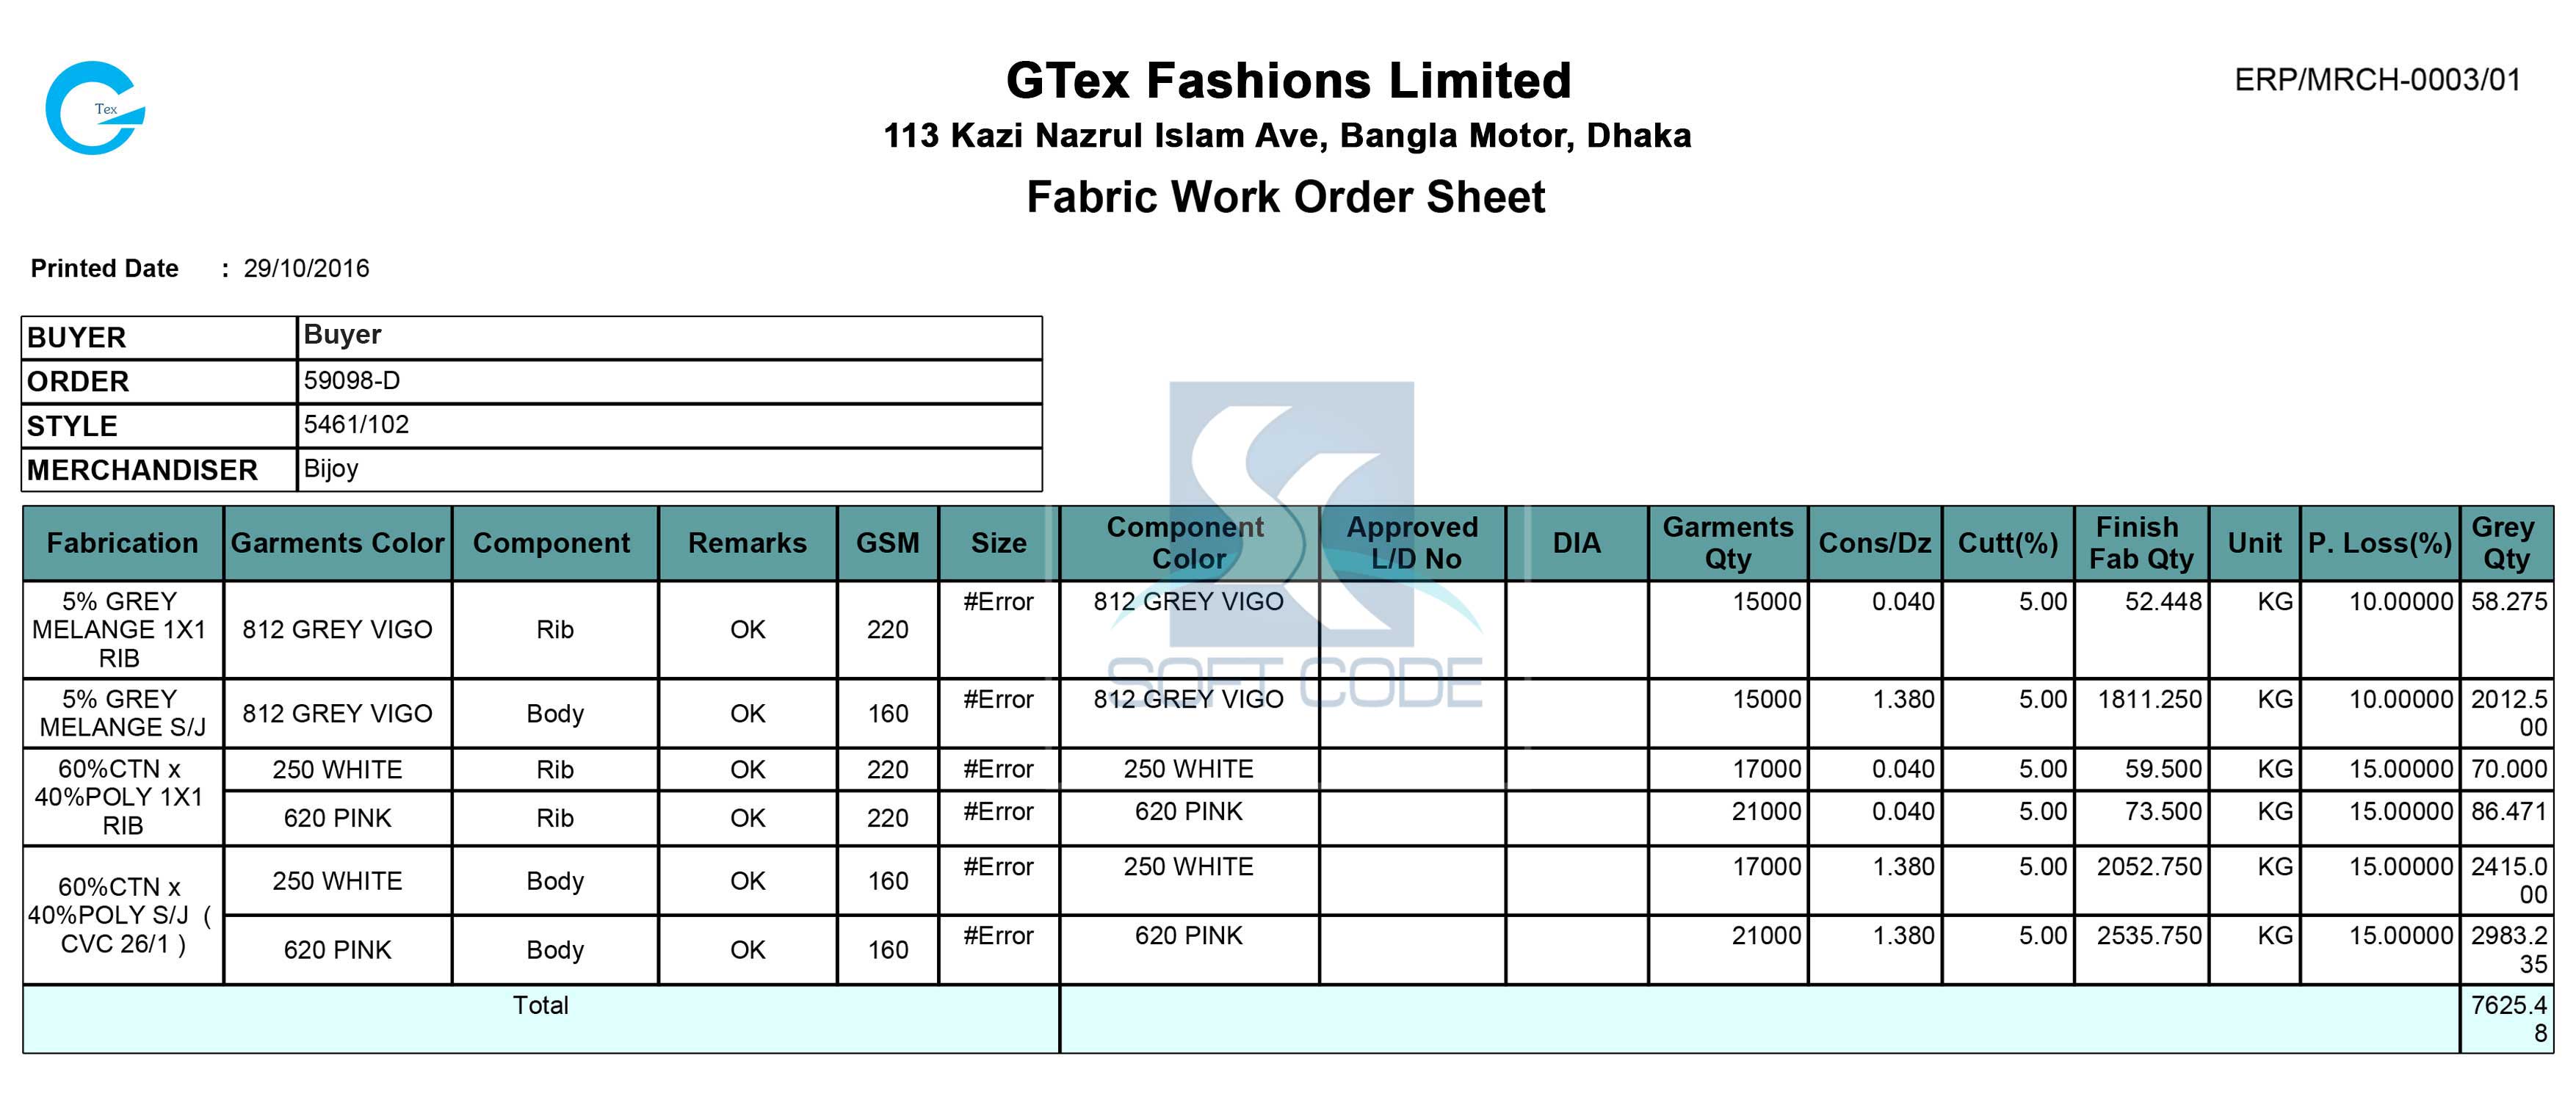 Tex
GTex Fashions Limited
ERP/MRCH-0003/01
113 Kazi Nazrul Islam Ave, Bangla Motor, Dhaka
Fabric Work Order Sheet
Printed Date : 29/10/2016
BUYER Buyer
ORDER 59098-D
STYLE 5461/102
MERCHANDISER Bijoy
Fabrication Garments Color Component Remarks GSM Size Component Color Approved L/D No DIA Garments Qty Cons/Dz Cutt(%) Finish Fab Qty Unit P. Loss(%) Grey Qty
5% GREY MELANGE 1X1 RIB 812 GREY VIGO Rib OK 220 #Error 812 GREY VIGO 15000 0.040 5.00 52.448 KG 10.00000 58.275
5% GREY MELANGE S/J 812 GREY VIGO Body OK 160 #Error 812 GREY VIGO 15000 1.380 5.00 1811.250 KG 10.00000 2012.500
60%CTN x 40%POLY 1X1 RIB 250 WHITE Rib OK 220 #Error 250 WHITE 17000 0.040 5.00 59.500 KG 15.00000 70.000
620 PINK Rib OK 220 #Error 620 PINK 21000 0.040 5.00 73.500 KG 15.00000 86.471
60%CTN x 40%POLY S/J ( CVC 26/1 ) 250 WHITE Body OK 160 #Error 250 WHITE 17000 1.380 5.00 2052.750 KG 15.00000 2415.000
620 PINK Body OK 160 #Error 620 PINK 21000 1.380 5.00 2535.750 KG 15.00000 2983.235
Total 7625.48
SOFT CODE